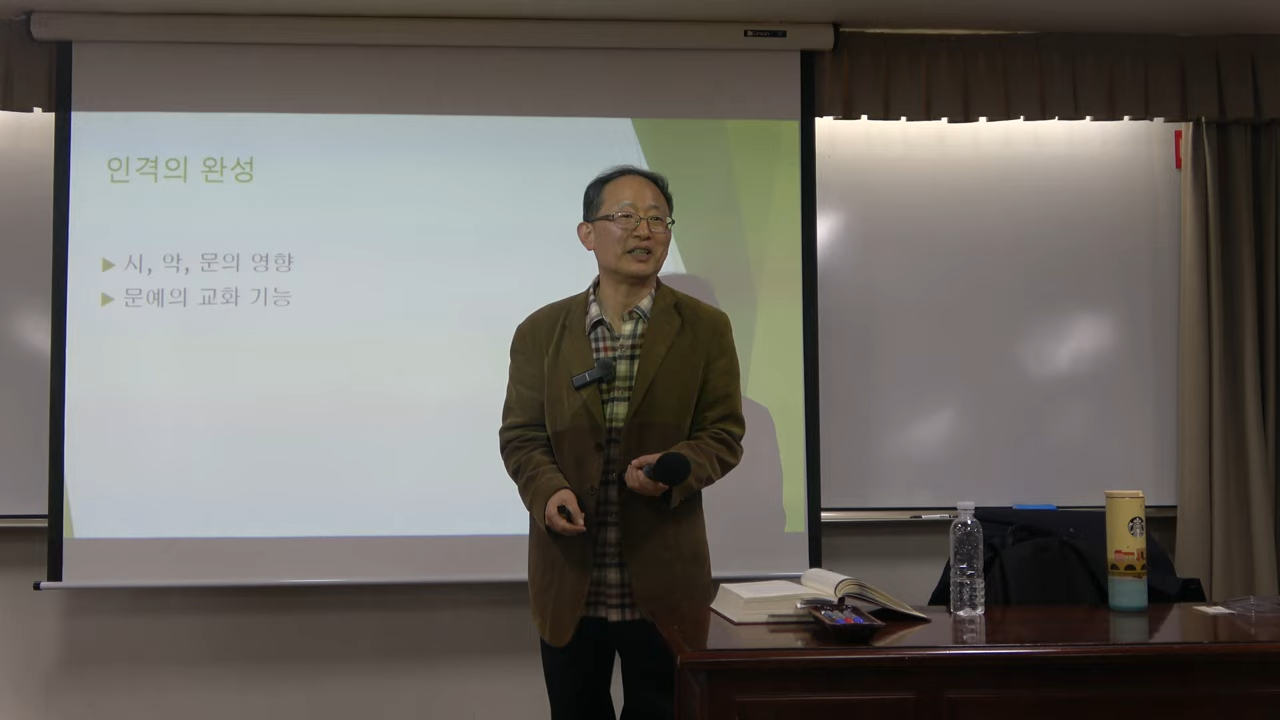 인격의 완성
시, 악, 문의 영향
문예의 교화 기능